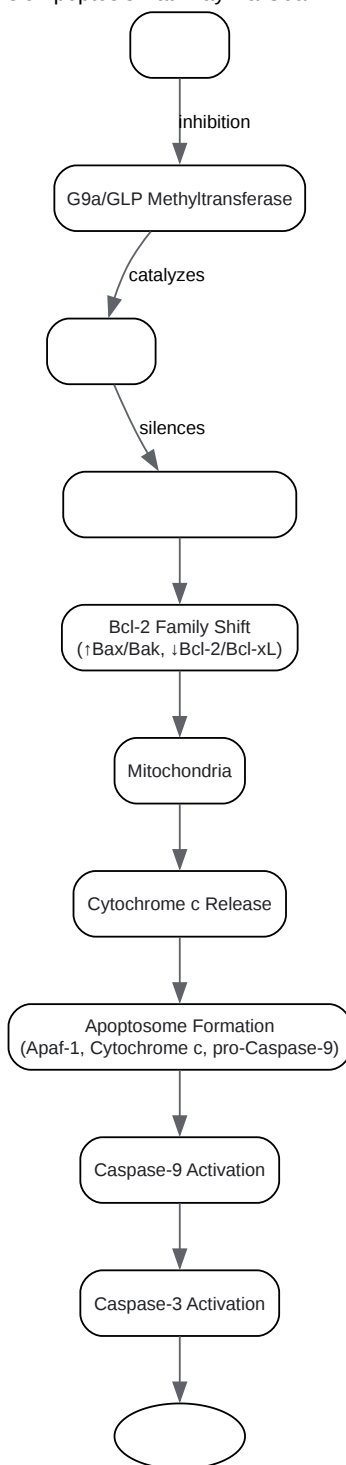 inhibition
G9a/GLP Methyltransferase
catalyzes
silences
Bcl-2 Family Shift
(↑Bax/Bak, ↓Bcl-2/Bcl-xL)
Mitochondria
Cytochrome c Release
Apoptosome Formation
(Apaf-1, Cytochrome c, pro-Caspase-9)
Caspase-9 Activation
Caspase-3 Activation